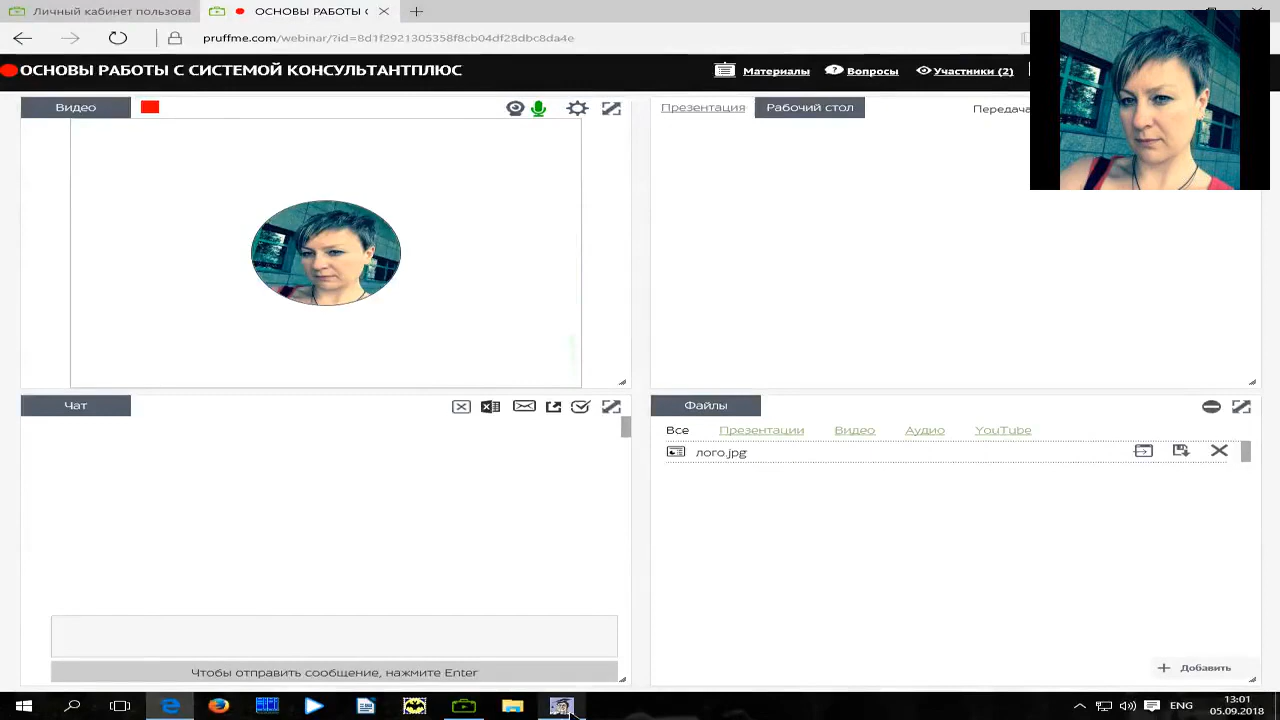 Личный кабинет пользова
ОСНОВЫ РАБОТЫ С
pruffme.com/webinar/?id=8d1f2921305358f8cb04df28dbc8da4e
ОСНОВЫ РАБОТЫ С СИСТЕМОЙ КОНСУЛЬТАНТПЛЮС
Материалы
Вопросы
Участники (2)
Видео
Презентация
Рабочий стол
Передача
Чат
Файлы
Все
Презентации
Видео
Аудио
YouTube
лого.jpg
Добавить
Чтобы отправить сообщение, нажмите Enter
ENG
13:01
05.09.2018